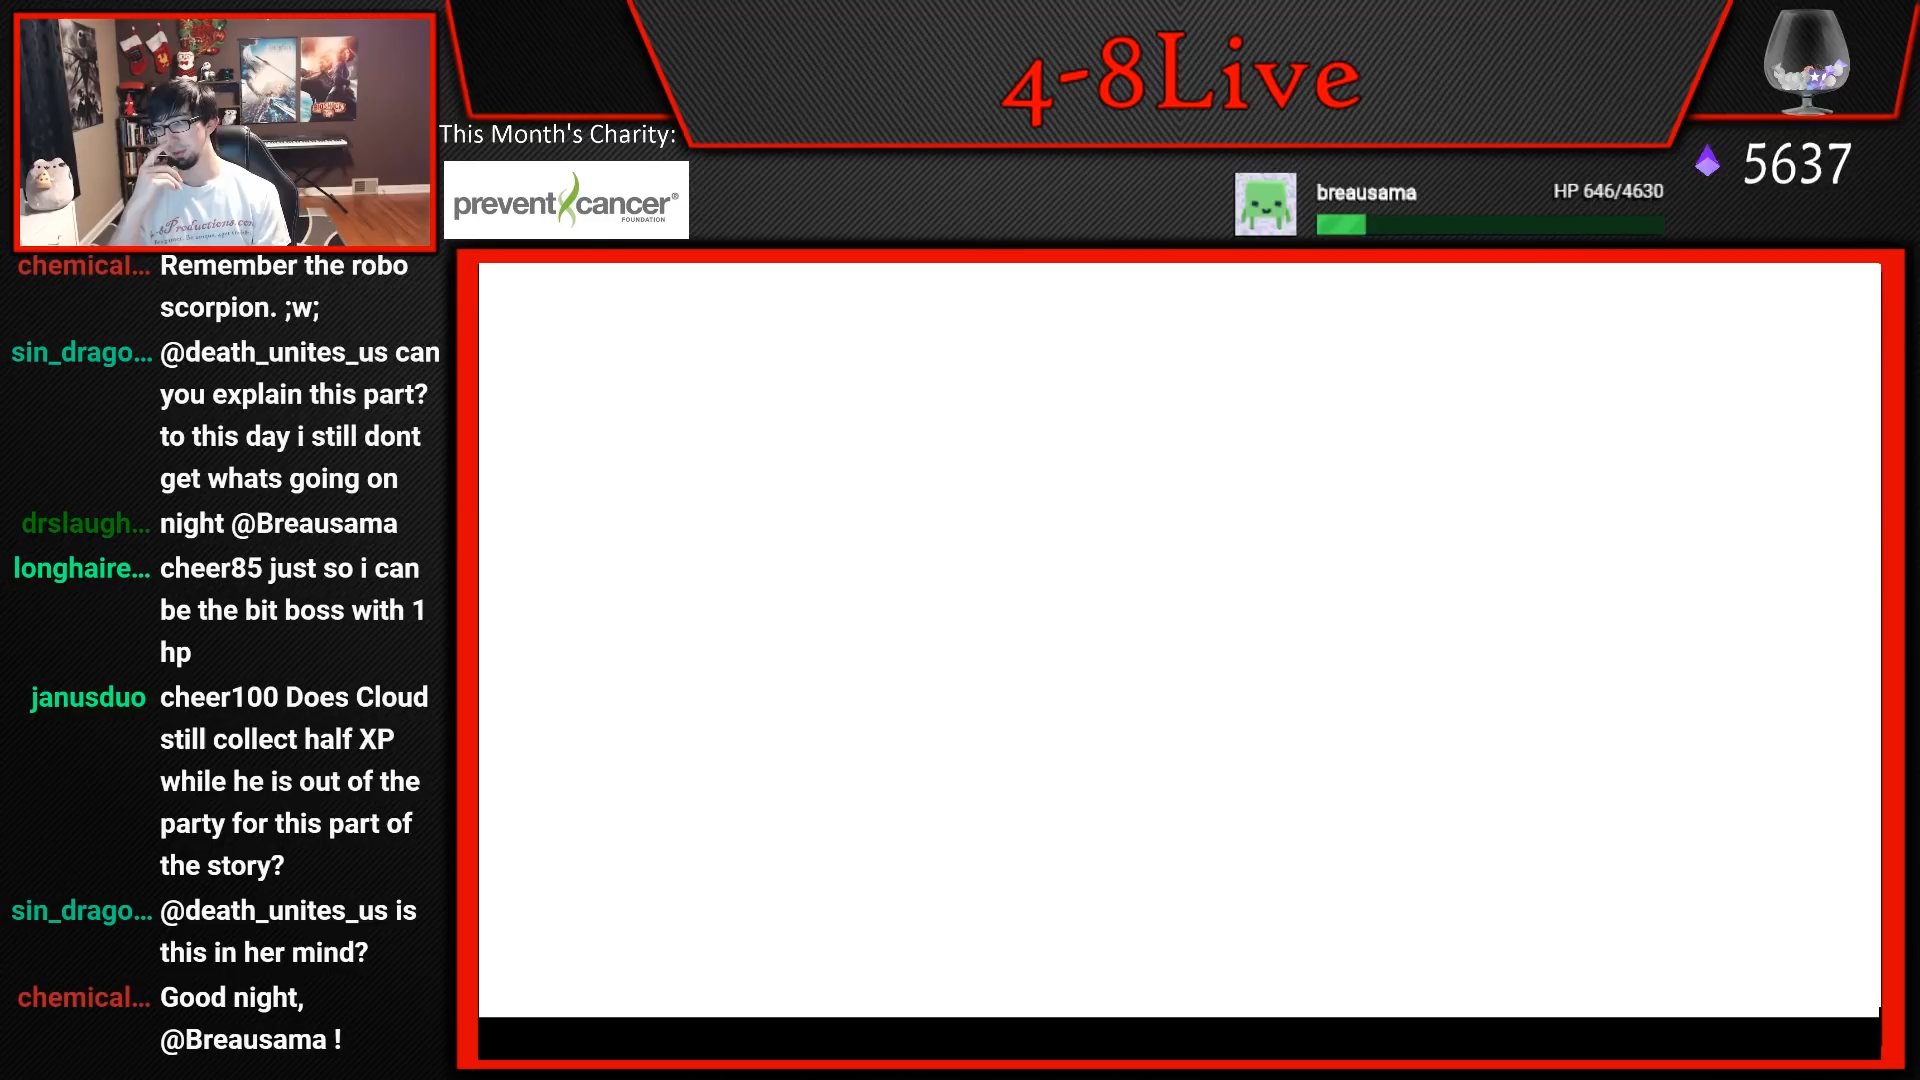 4-8Live
This Month's Charity:
prevent cancer®
FOUNDATION
breausama HP 646/4630
5637
chemical... Remember the robo
scorpion. ;w;
sin_drago... @death_unites_us can
you explain this part?
to this day i still dont
get whats going on
drslaugh... night @Breausama
longhaire... cheer85 just so i can
be the bit boss with 1
hp
janusduo cheer100 Does Cloud
still collect half XP
while he is out of the
party for this part of
the story?
sin_drago... @death_unites_us is
this in her mind?
chemical... Good night,
@Breausama !